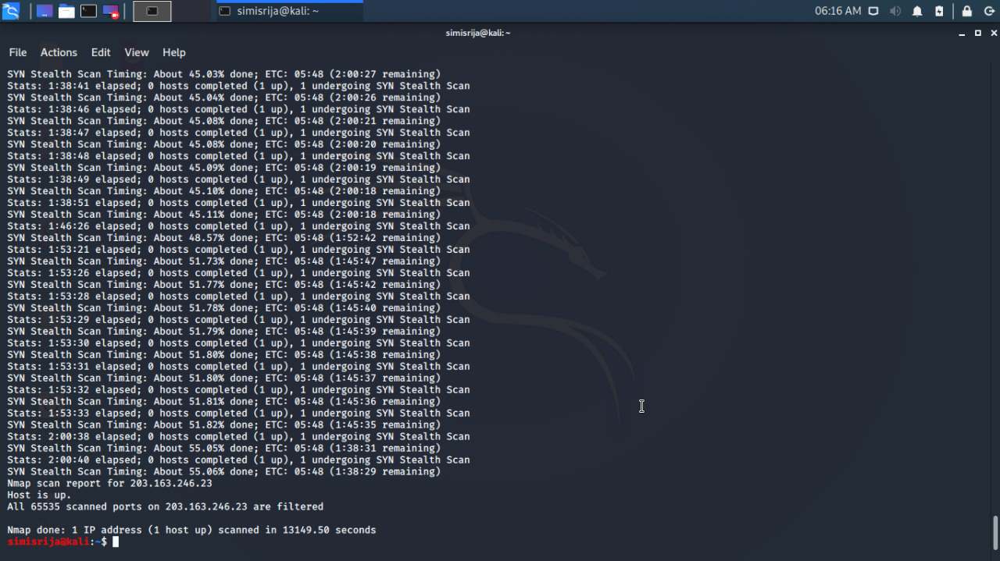 simisrija@kali: ~
06:16 AM
simisrija@kali:~
File Actions Edit View Help
SYN Stealth Scan Timing: About 45.03% done; ETC: 05:48 (2:00:27 remaining)
Stats: 1:38:41 elapsed; 0 hosts completed (1 up), 1 undergoing SYN Stealth Scan
SYN Stealth Scan Timing: About 45.04% done; ETC: 05:48 (2:00:26 remaining)
Stats: 1:38:46 elapsed; 0 hosts completed (1 up), 1 undergoing SYN Stealth Scan
SYN Stealth Scan Timing: About 45.08% done; ETC: 05:48 (2:00:21 remaining)
Stats: 1:38:47 elapsed; 0 hosts completed (1 up), 1 undergoing SYN Stealth Scan
SYN Stealth Scan Timing: About 45.08% done; ETC: 05:48 (2:00:20 remaining)
Stats: 1:38:48 elapsed; 0 hosts completed (1 up), 1 undergoing SYN Stealth Scan
SYN Stealth Scan Timing: About 45.09% done; ETC: 05:48 (2:00:19 remaining)
Stats: 1:38:49 elapsed; 0 hosts completed (1 up), 1 undergoing SYN Stealth Scan
SYN Stealth Scan Timing: About 45.10% done; ETC: 05:48 (2:00:18 remaining)
Stats: 1:38:51 elapsed; 0 hosts completed (1 up), 1 undergoing SYN Stealth Scan
SYN Stealth Scan Timing: About 45.11% done; ETC: 05:48 (2:00:18 remaining)
Stats: 1:46:26 elapsed; 0 hosts completed (1 up), 1 undergoing SYN Stealth Scan
SYN Stealth Scan Timing: About 48.57% done; ETC: 05:48 (1:52:42 remaining)
Stats: 1:53:21 elapsed; 0 hosts completed (1 up), 1 undergoing SYN Stealth Scan
SYN Stealth Scan Timing: About 51.73% done; ETC: 05:48 (1:45:47 remaining)
Stats: 1:53:26 elapsed; 0 hosts completed (1 up), 1 undergoing SYN Stealth Scan
SYN Stealth Scan Timing: About 51.77% done; ETC: 05:48 (1:45:42 remaining)
Stats: 1:53:28 elapsed; 0 hosts completed (1 up), 1 undergoing SYN Stealth Scan
SYN Stealth Scan Timing: About 51.78% done; ETC: 05:48 (1:45:40 remaining)
Stats: 1:53:29 elapsed; 0 hosts completed (1 up), 1 undergoing SYN Stealth Scan
SYN Stealth Scan Timing: About 51.79% done; ETC: 05:48 (1:45:39 remaining)
Stats: 1:53:30 elapsed; 0 hosts completed (1 up), 1 undergoing SYN Stealth Scan
SYN Stealth Scan Timing: About 51.80% done; ETC: 05:48 (1:45:38 remaining)
Stats: 1:53:31 elapsed; 0 hosts completed (1 up), 1 undergoing SYN Stealth Scan
SYN Stealth Scan Timing: About 51.80% done; ETC: 05:48 (1:45:37 remaining)
Stats: 1:53:32 elapsed; 0 hosts completed (1 up), 1 undergoing SYN Stealth Scan
SYN Stealth Scan Timing: About 51.81% done; ETC: 05:48 (1:45:36 remaining)
Stats: 1:53:33 elapsed; 0 hosts completed (1 up), 1 undergoing SYN Stealth Scan
SYN Stealth Scan Timing: About 51.82% done; ETC: 05:48 (1:45:35 remaining)
Stats: 2:00:38 elapsed; 0 hosts completed (1 up), 1 undergoing SYN Stealth Scan
SYN Stealth Scan Timing: About 55.05% done; ETC: 05:48 (1:38:31 remaining)
Stats: 2:00:40 elapsed; 0 hosts completed (1 up), 1 undergoing SYN Stealth Scan
SYN Stealth Scan Timing: About 55.06% done; ETC: 05:48 (1:38:29 remaining)
Nmap scan report for 203.163.246.23
Host is up.
All 65535 scanned ports on 203.163.246.23 are filtered
Nmap done: 1 IP address (1 host up) scanned in 13149.50 seconds
simisrija@kali:~$